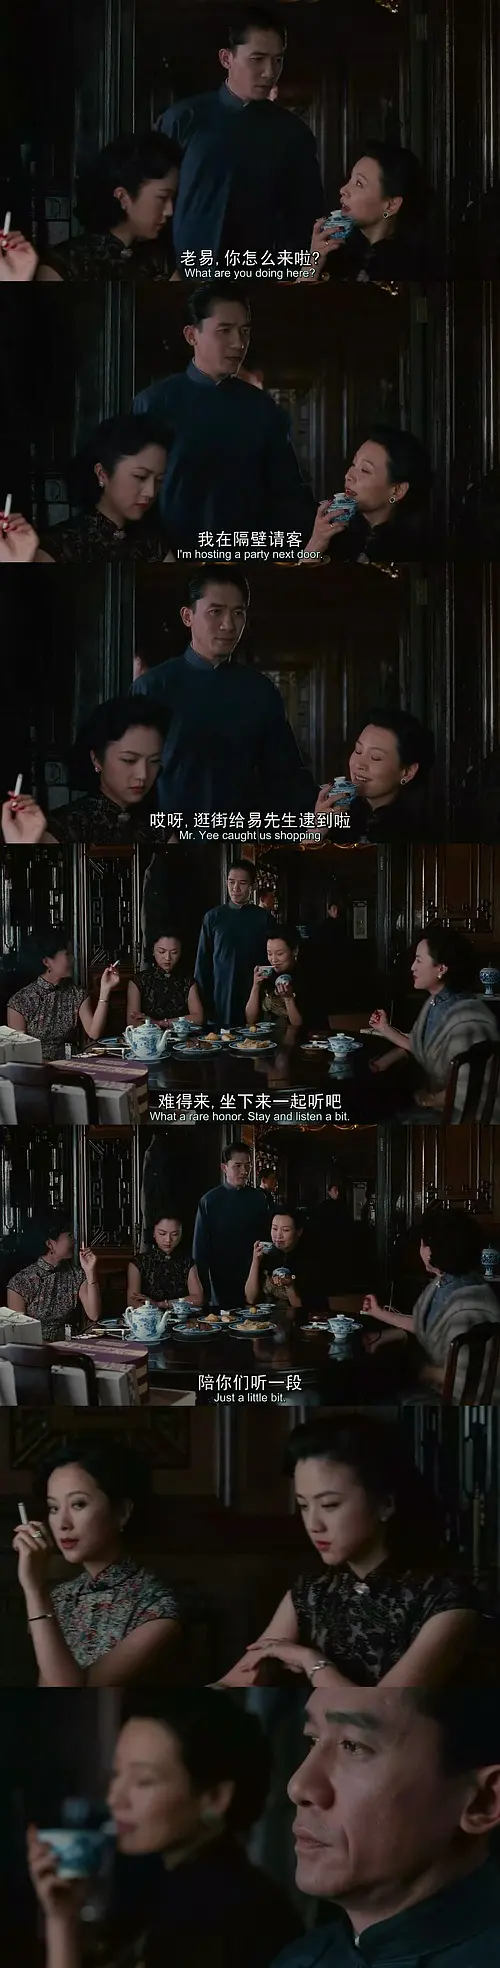 老易,你怎么来啦?
What are you doing here?
我在隔壁请客
I'm hosting a party next door.
哎呀,逛街给易先生逮到啦
Mr. Yee caught us shopping
难得来,坐下来一起听吧
What a rare honor. Stay and listen a bit.
陪你们听一段
Just a little bit.